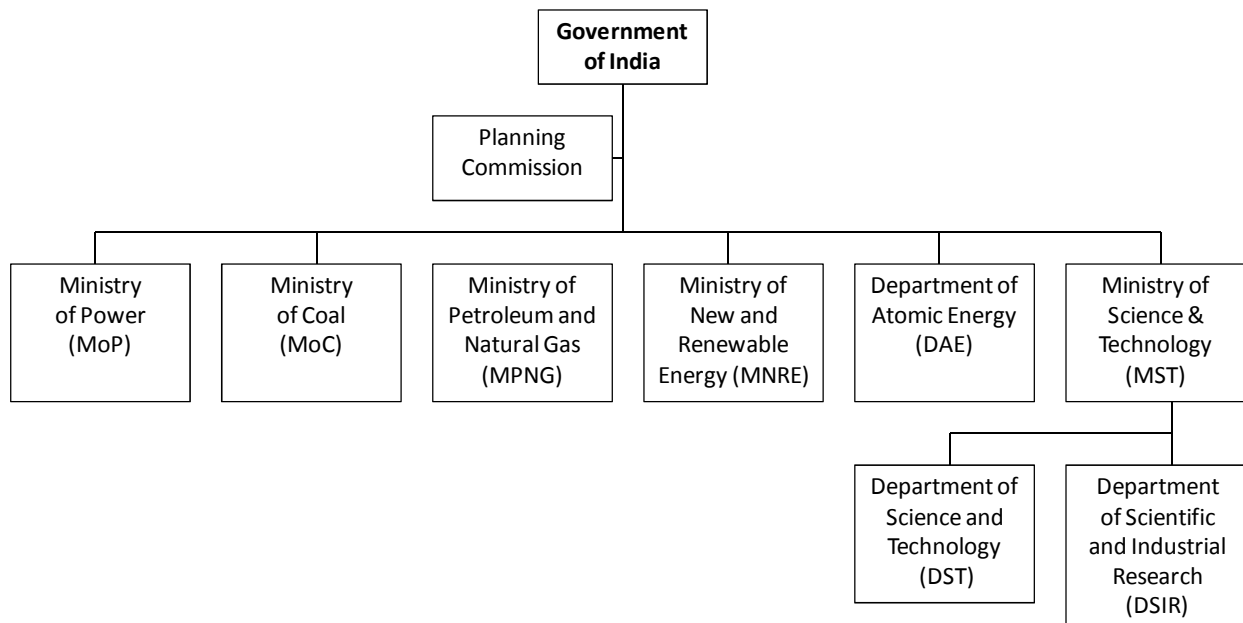 Government
of India
Planning
Commission
Ministry
of Power
(MoP)
Ministry
of Coal
(MoC)
Ministry of
Petroleum and
Natural Gas
(MPNG)
Ministry of
New and
Renewable
Energy (MNRE)
Department of
Atomic Energy
(DAE)
Ministry of
Science &
Technology
(MST)
Department of
Science and
Technology
(DST)
Department
of Scientific
and Industrial
Research
(DSIR)